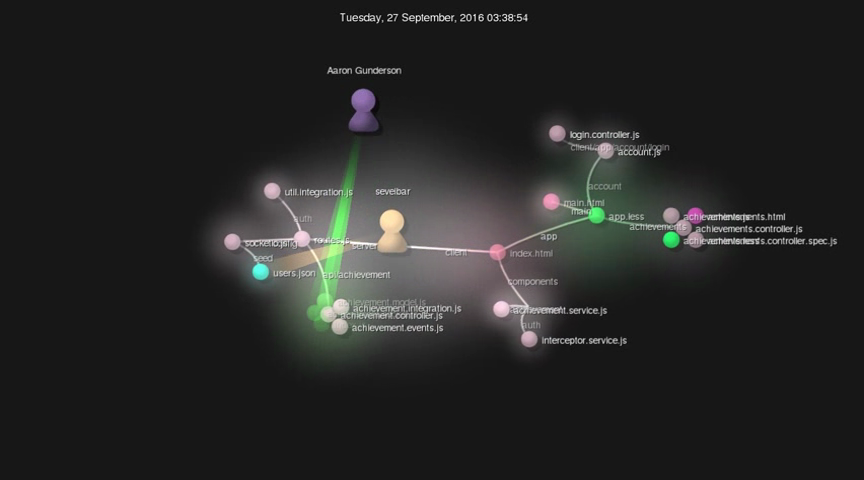 Tuesday, 27 September, 2016 03:38:54
Aaron Gunderson
login.controller.js
client/app/account/login
account.js
account
util.integration.js
sevelbar
main.html
main
app.less
achievements.html
achievements
achievements.controller.js
auth
routes.js
server
app
achievements.controller.spec.js
client
index.html
seed
users.json
api/achievement
components
achievement.model.js
achievement.integration.js
achievement.service.js
achievement.controller.js
auth
achievement.events.js
interceptor.service.js